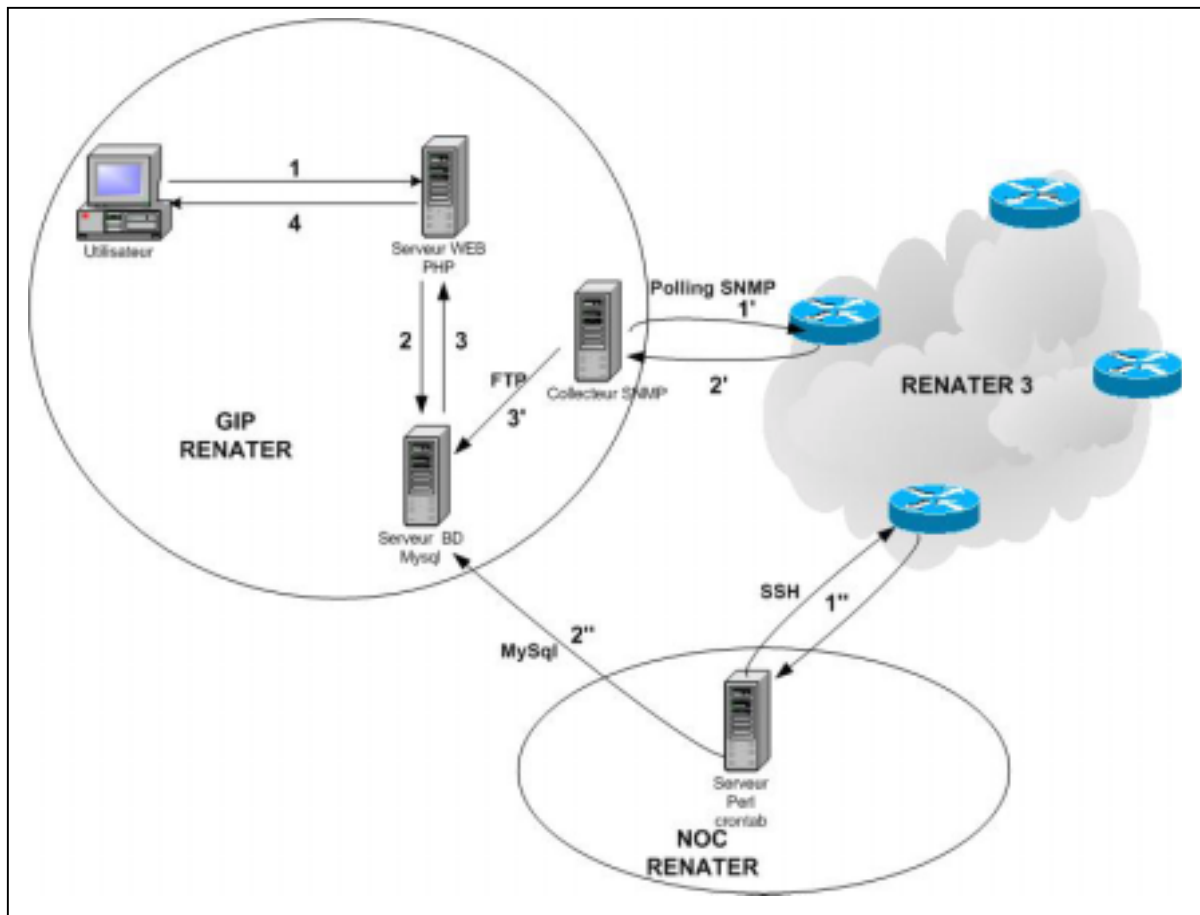 1
4
Utilisateur
Serveur WEB
PHP
Polling SNMP
1'
2
3
FTP
2'
Collecteur SNMP
RENATER 3
3'
GIP
RENATER
Serveur BD
Mysql
SSH
1"
2"
MySql
Serveur
Perl
crontab
NOC
RENATER